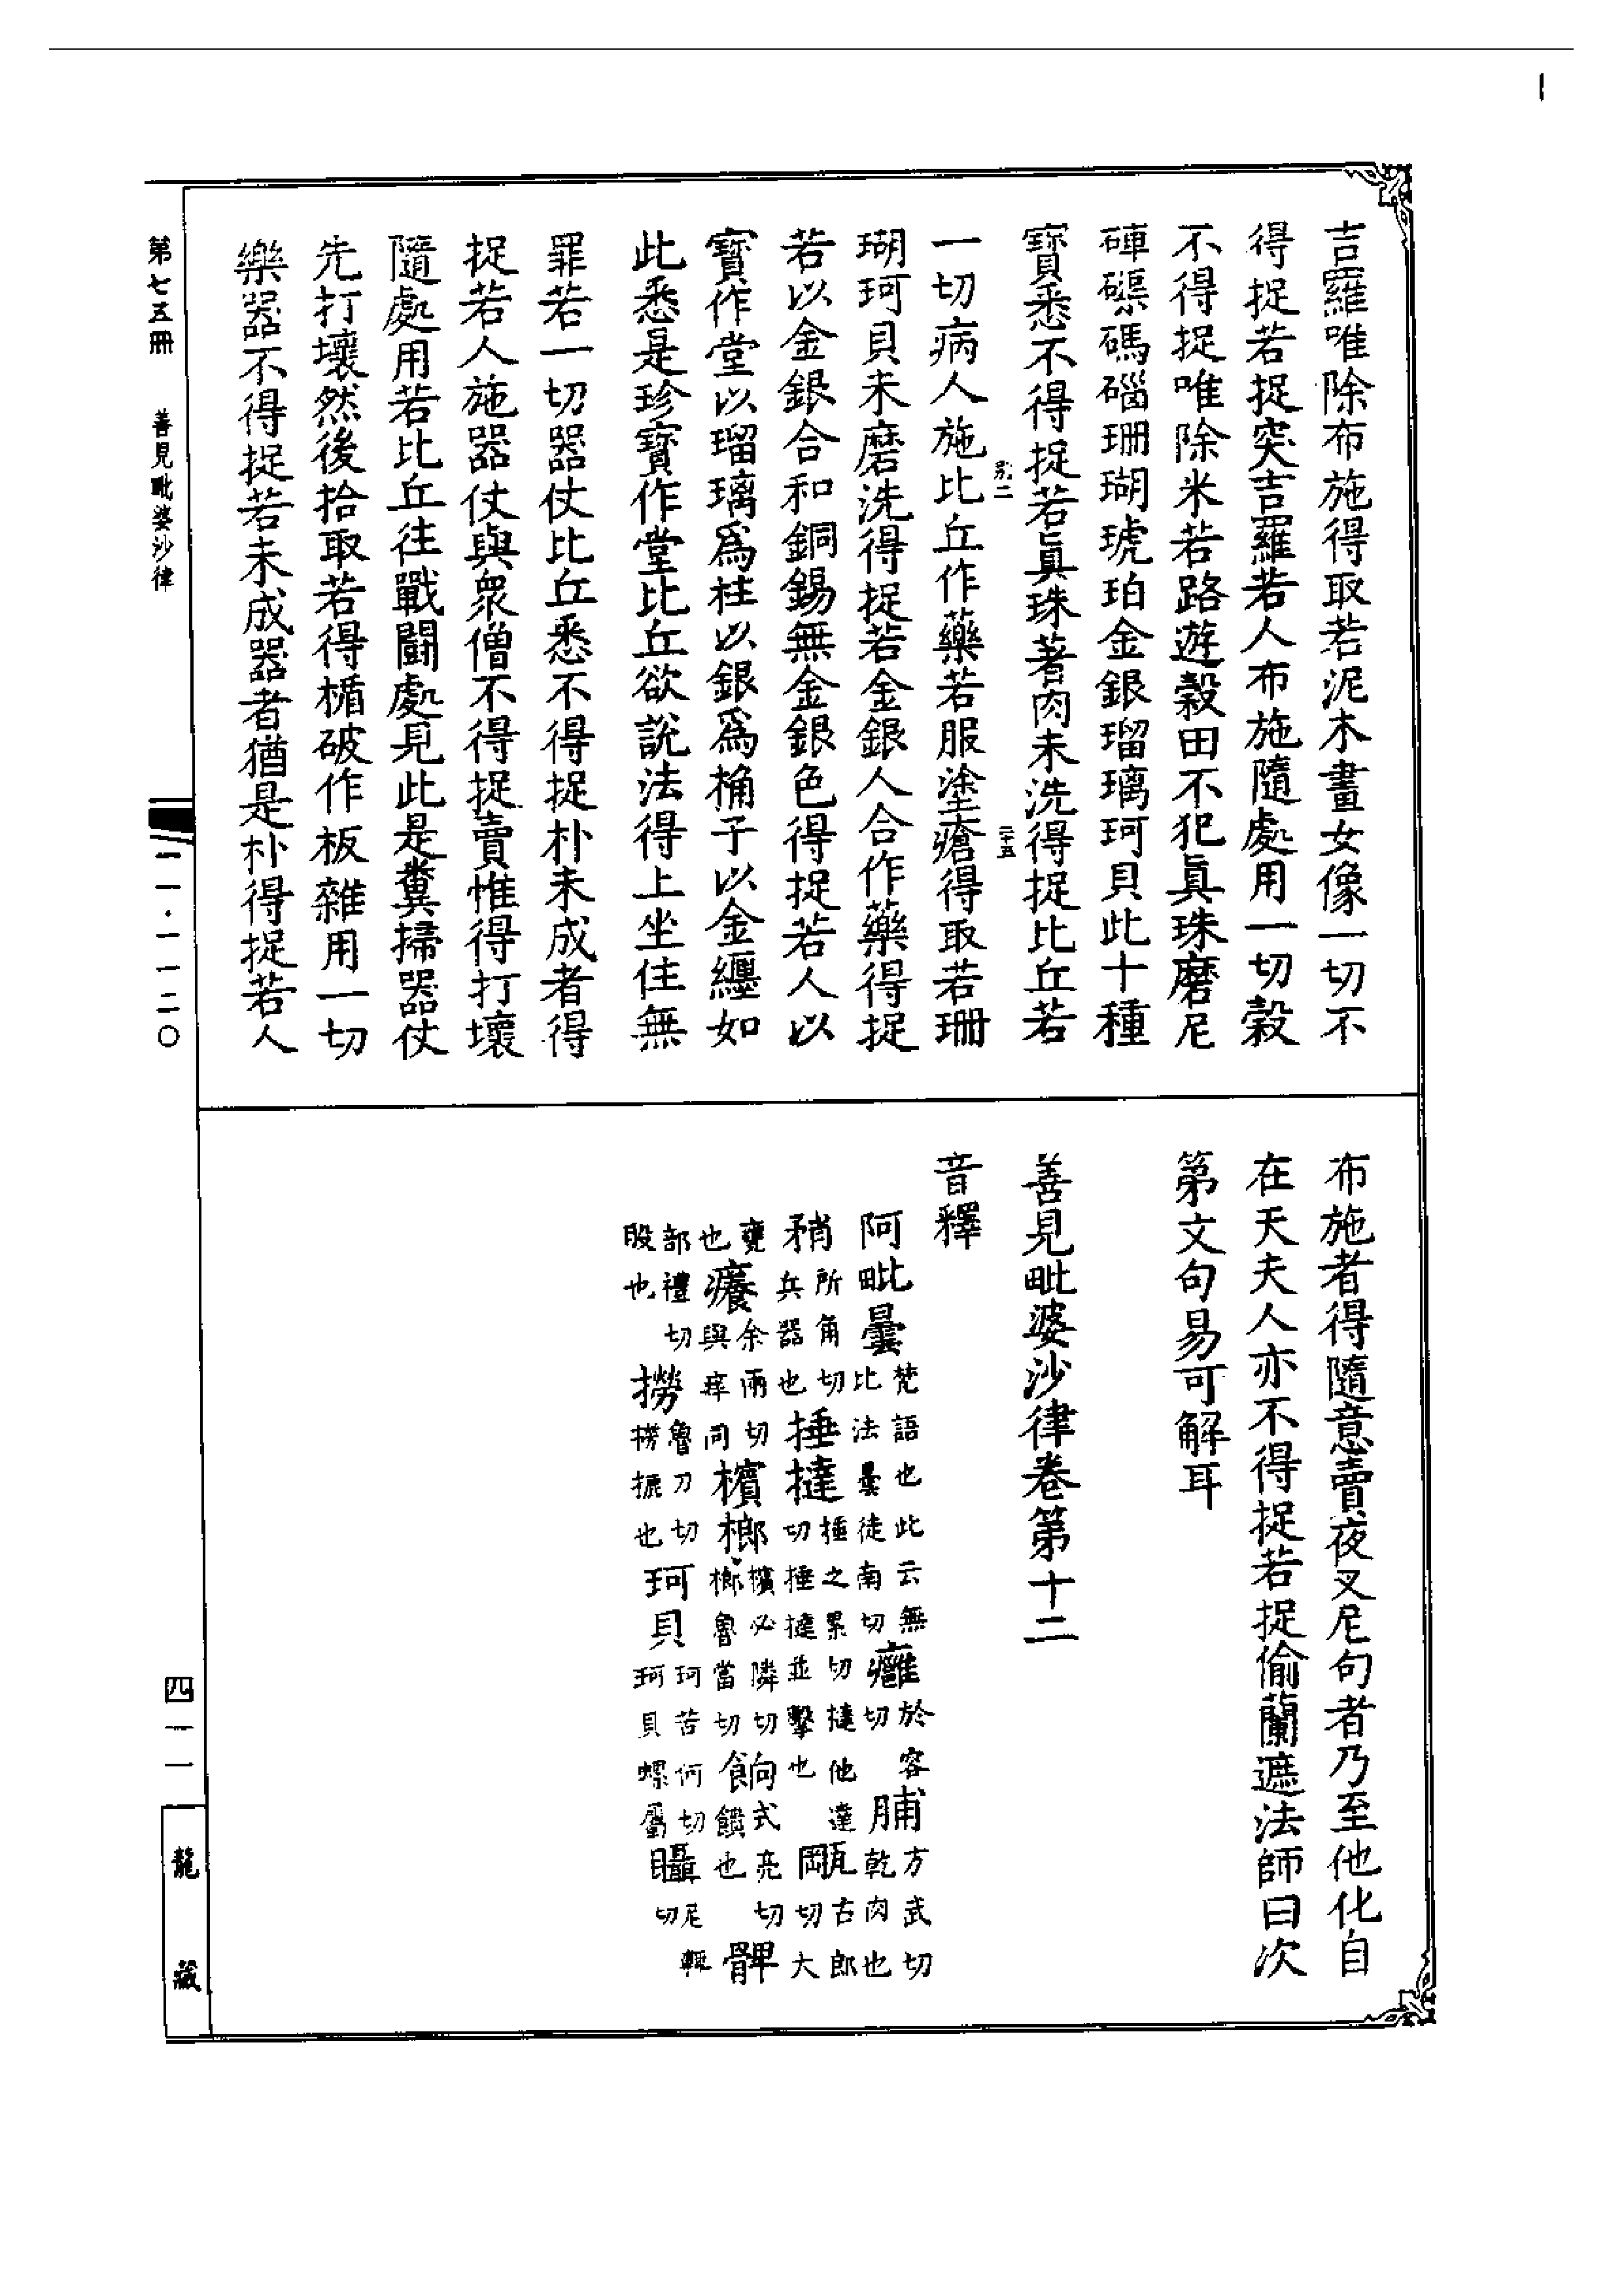 吉羅唯除布施得取若泥木畫女像一切不
得捉若捉突吉羅若人布施隨處用一切穀
不得捉唯除米若路遊穀田不犯眞珠磨尼
硨磲碼碯珊瑚琥珀金銀瑠璃珂貝此十種
寶悉不得捉若眞珠著肉未洗得捉比丘若
一切病人施比丘作藥若服塗瘡得取若珊
瑚珂貝未磨洗得捉若金銀人合作藥得捉
若以金銀合和銅錫無金銀色得捉若人以
寶作堂以瑠璃爲柱以銀爲桷子以金纏如
此悉是珍寶作堂比丘欲說法得上坐住無
罪若一切器仗比丘悉不得捉朴未成者得
捉若人施器仗與衆僧不得捉賣惟得打壞
隨處用若比丘往戰鬪處見此是糞掃器仗
先打壞然後拾取若得楯破作板雜用一切
樂器不得捉若未成器者猶是朴得捉若人
布施者得隨意賣夜叉尼句者乃至他化自
在天夫人亦不得捉若捉偷蘭遮法師曰次
第文句易可解耳
善見毗婆沙律卷第十二
音釋
阿毗曇 梵語也此云無比法曇徒南切 癰 於容切 脯 方武切乾肉也
矟 所角切兵器也 捶撻 捶之累切撻他達切捶撻並擊也 㼚 古郎切大
甕也 癢 余兩切與痒同 檳榔 檳必隣切榔魯當切 餉 式亮切饋也 髀
部禮切股也 撈 魯刀切撈摝也 珂貝 珂苦何切珂貝螺屬 聶 尼輒切
第七五冊 善見毗婆沙律
二一·一一二〇
四一一
龍藏
二十五